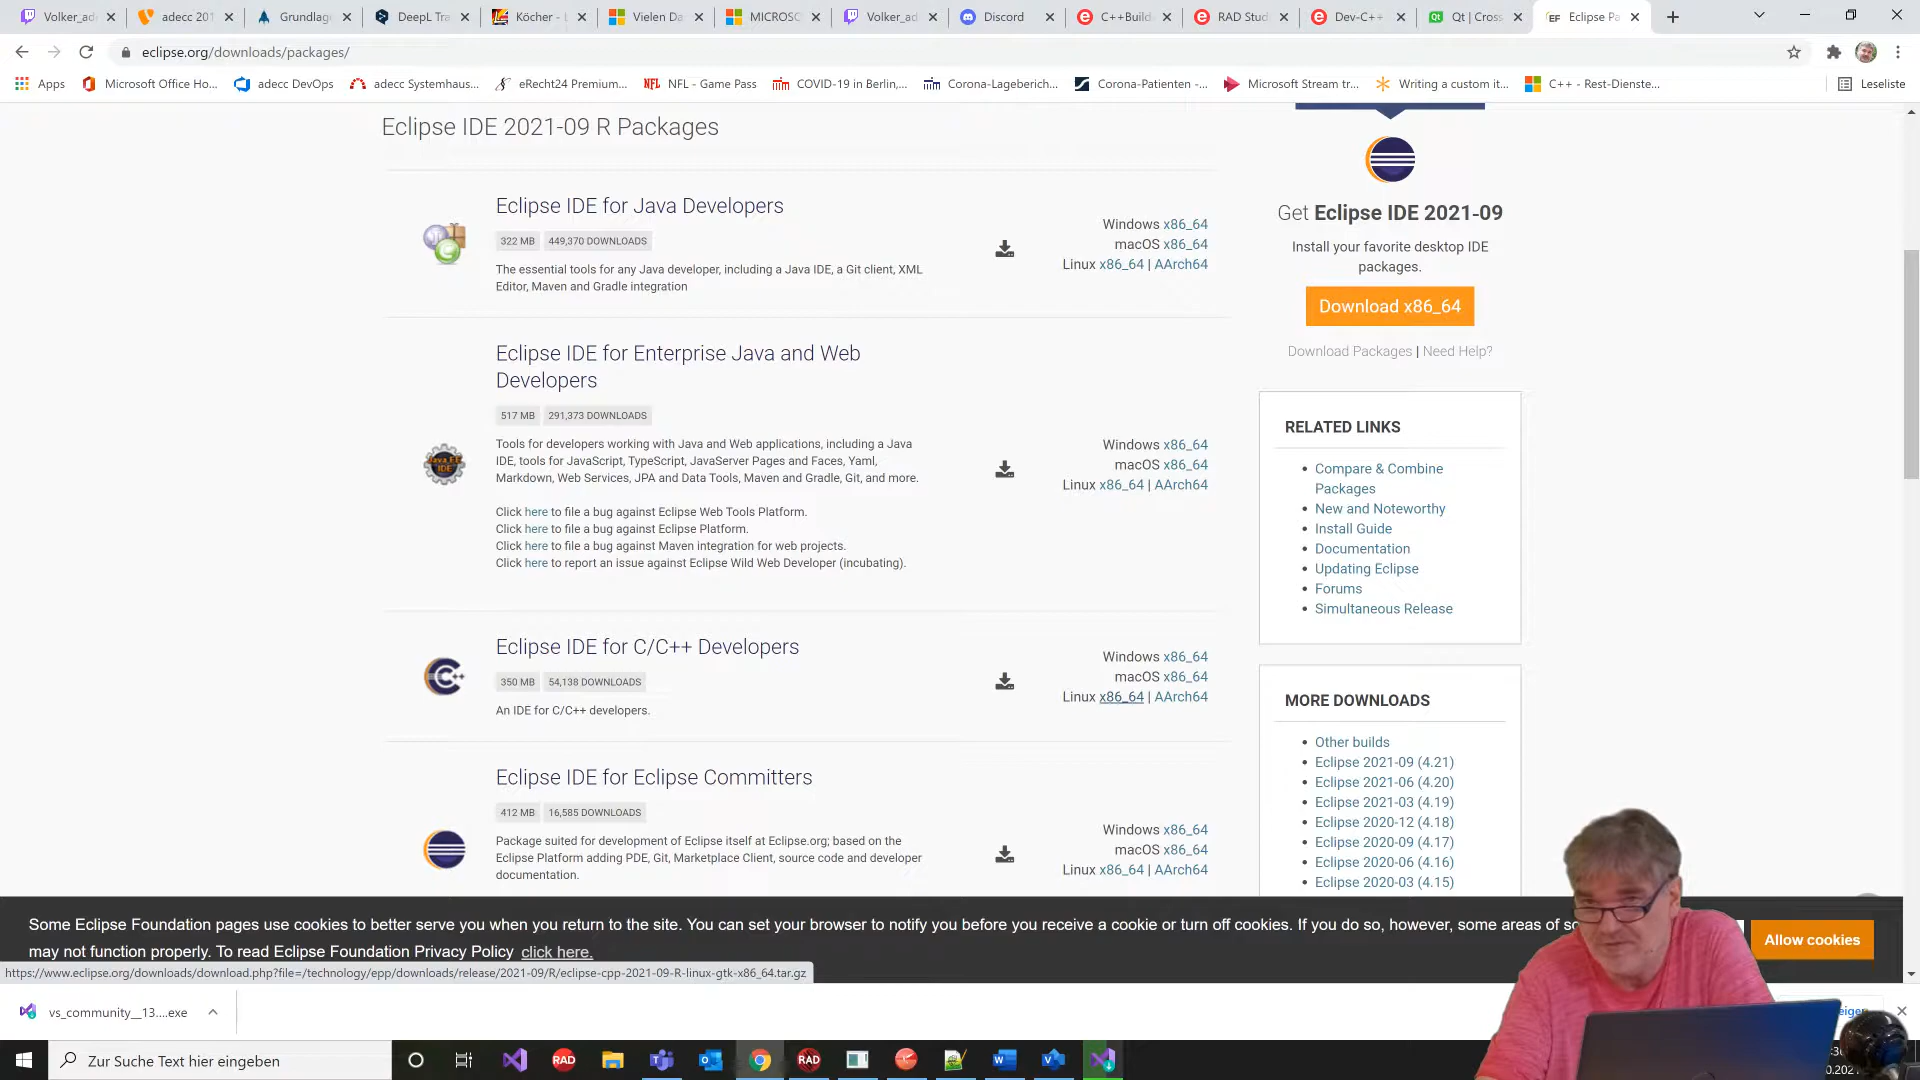 Volker_ad
adecc 201
Grundlag
DeepL Tra
Köcher - L
Vielen Da
MICROSC
Volker_ad
Discord
C++Builde
RAD Stud
Dev-C++
Qt | Cross
Eclipse Pa
eclipse.org/downloads/packages/
Apps
Microsoft Office Ho...
adecc DevOps
adecc Systemhaus...
eRecht24 Premium...
NFL - Game Pass
COVID-19 in Berlin,...
Corona-Lageberich...
Corona-Patienten -...
Microsoft Stream tr...
Writing a custom it...
C++ - Rest-Dienste...
Leseliste
Eclipse IDE 2021-09 R Packages
Eclipse IDE for Java Developers
322 MB 449,370 DOWNLOADS
The essential tools for any Java developer, including a Java IDE, a Git client, XML
Editor, Maven and Gradle integration
Windows x86_64
macOS x86_64
Linux x86_64 | AArch64
Eclipse IDE for Enterprise Java and Web
Developers
517 MB 291,373 DOWNLOADS
Tools for developers working with Java and Web applications, including a Java
IDE, tools for JavaScript, TypeScript, JavaServer Pages and Faces, Yaml,
Markdown, Web Services, JPA and Data Tools, Maven and Gradle, Git, and more.
Click here to file a bug against Eclipse Web Tools Platform.
Click here to file a bug against Eclipse Platform.
Click here to file a bug against Maven integration for web projects.
Click here to report an issue against Eclipse Wild Web Developer (incubating).
Windows x86_64
macOS x86_64
Linux x86_64 | AArch64
Eclipse IDE for C/C++ Developers
350 MB 54,138 DOWNLOADS
An IDE for C/C++ developers.
Windows x86_64
macOS x86_64
Linux x86_64 | AArch64
Eclipse IDE for Eclipse Committers
412 MB 16,585 DOWNLOADS
Package suited for development of Eclipse itself at Eclipse.org; based on the
Eclipse Platform adding PDE, Git, Marketplace Client, source code and developer
documentation.
Windows x86_64
macOS x86_64
Linux x86_64 | AArch64
Get Eclipse IDE 2021-09
Install your favorite desktop IDE
packages.
Download x86_64
Download Packages | Need Help?
RELATED LINKS
Compare & Combine
Packages
New and Noteworthy
Install Guide
Documentation
Updating Eclipse
Forums
Simultaneous Release
MORE DOWNLOADS
Other builds
Eclipse 2021-09 (4.21)
Eclipse 2021-06 (4.20)
Eclipse 2021-03 (4.19)
Eclipse 2020-12 (4.18)
Eclipse 2020-09 (4.17)
Eclipse 2020-06 (4.16)
Eclipse 2020-03 (4.15)
Some Eclipse Foundation pages use cookies to better serve you when you return to the site. You can set your browser to notify you before you receive a cookie or turn off cookies. If you do so, however, some areas of
may not function properly. To read Eclipse Foundation Privacy Policy click here.
Allow cookies
https://www.eclipse.org/downloads/download.php?file=/technology/epp/downloads/release/2021-09/R/eclipse-cpp-2021-09-R-linux-gtk-x86_64.tar.gz
vs_community__13....exe
Zur Suche Text hier eingeben